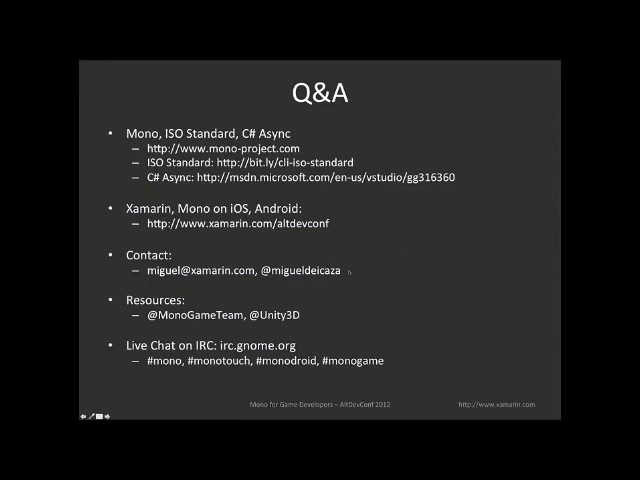 Q&A
• Mono, ISO Standard, C# Async
– http://www.mono-project.com
– ISO Standard: http://bit.ly/cli-iso-standard
– C# Async: http://msdn.microsoft.com/en-us/vstudio/gg316360
• Xamarin, Mono on iOS, Android:
– http://www.xamarin.com/altdevconf
• Contact:
– miguel@xamarin.com, @migueldeicaza
• Resources:
– @MonoGameTeam, @Unity3D
• Live Chat on IRC: irc.gnome.org
– #mono, #monotouch, #monodroid, #monogame
Mono for Game Developers – AltDevConf 2012 http://www.xamarin.com